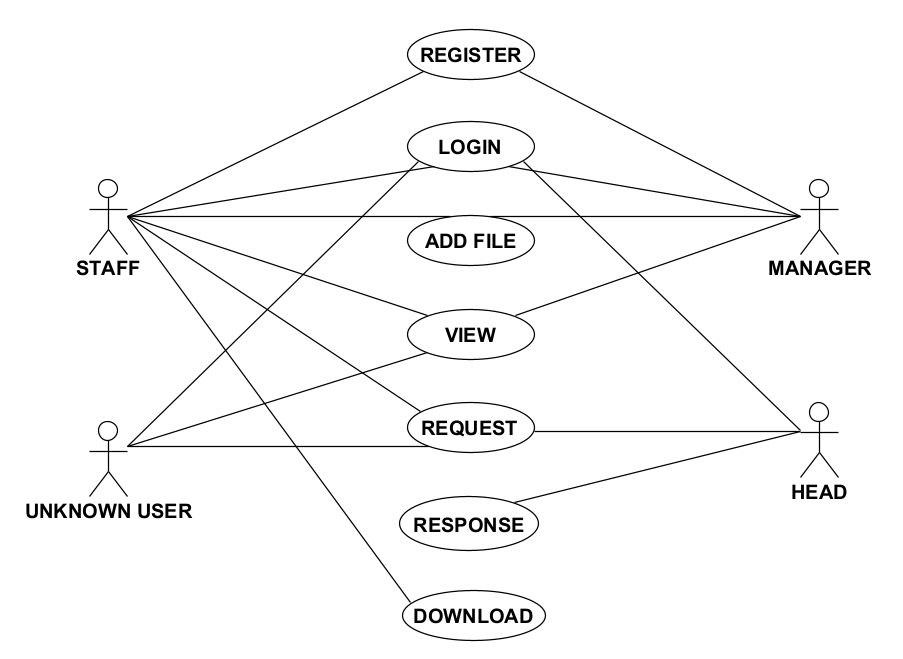 REGISTER
LOGIN
STAFF
ADD FILE
MANAGER
VIEW
REQUEST
UNKNOWN USER
HEAD
RESPONSE
DOWNLOAD